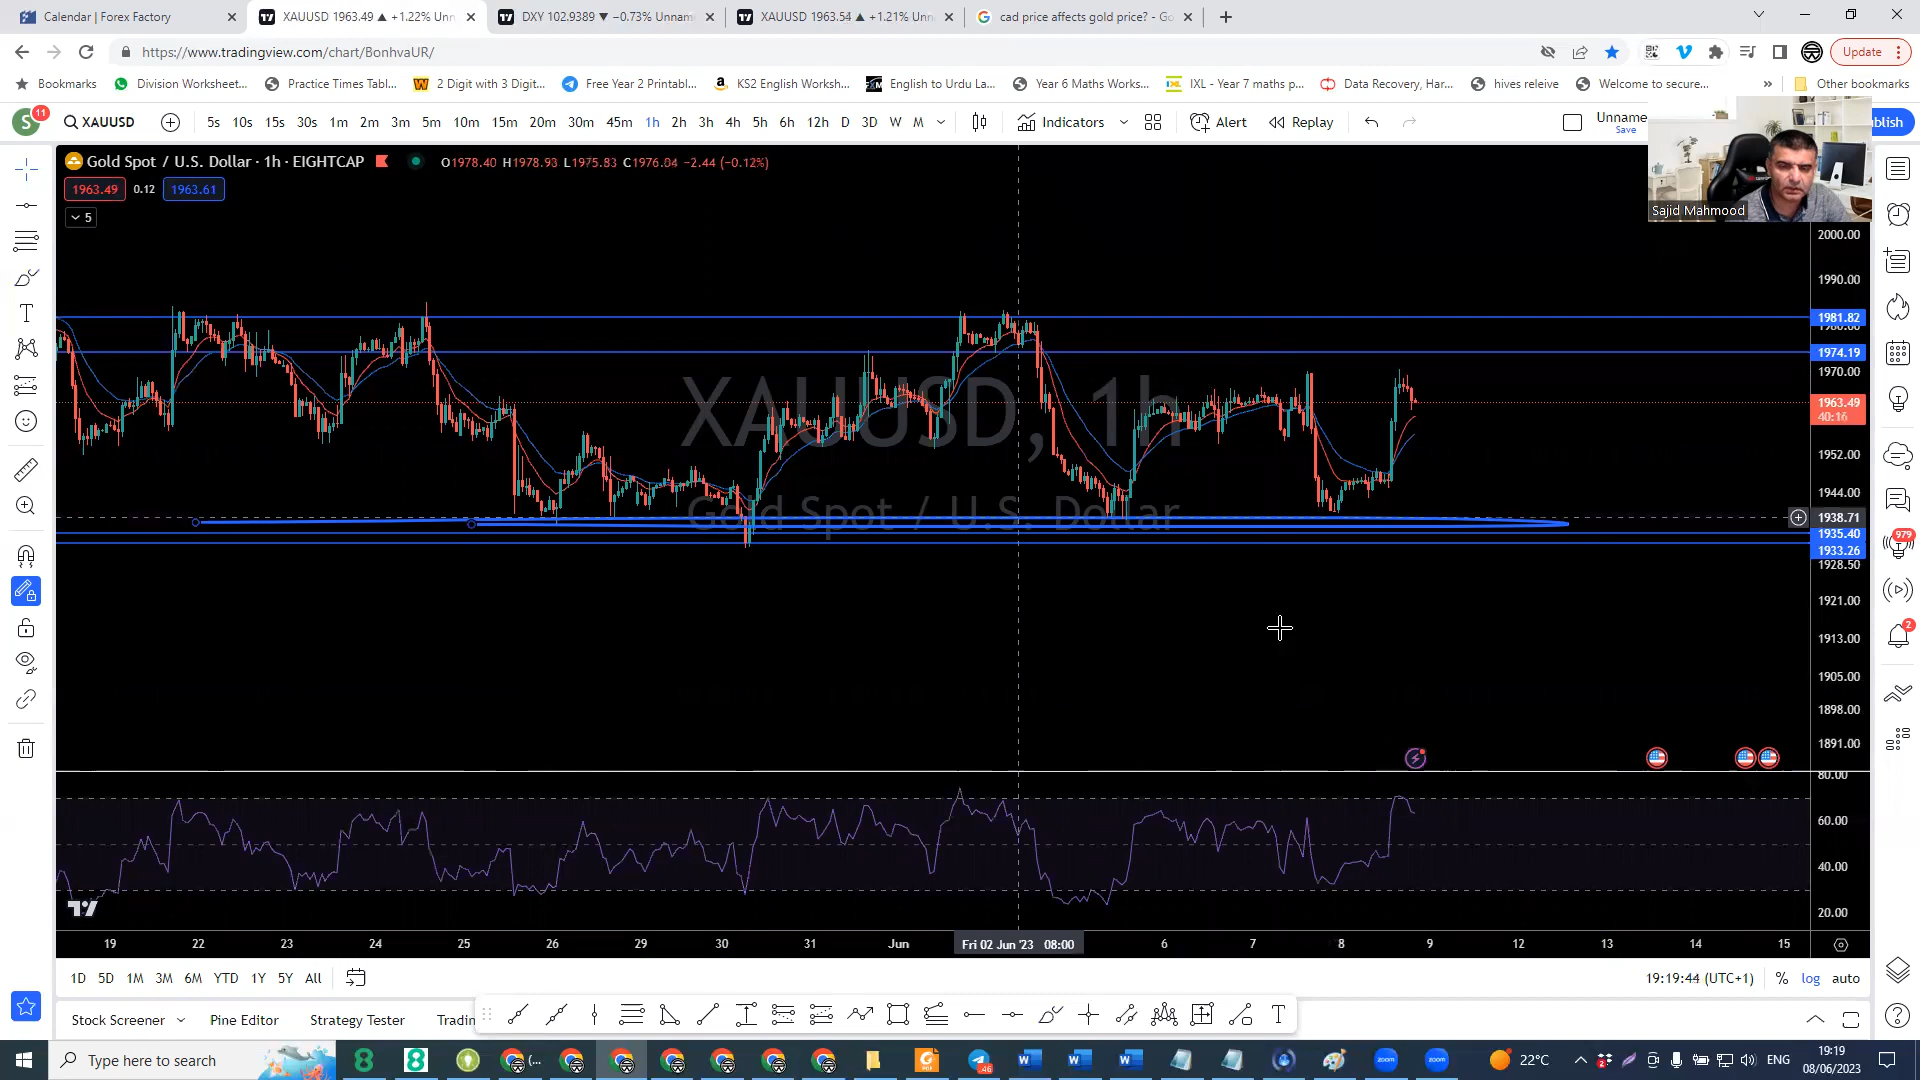 Calendar | Forex Factory
XAUUSD 1963.49 ▲ +1.22% Unn
DXY 102.9389 ▼ −0.73% Unnam
XAUUSD 1963.54 ▲ +1.21% Unn
cad price affects gold price? - Go
https://www.tradingview.com/chart/BonhvaUR/
Update
Bookmarks
Division Worksheet...
Practice Times Tabl...
2 Digit with 3 Digit...
Free Year 2 Printabl...
KS2 English Worksh...
English to Urdu La...
Year 6 Maths Works...
IXL - Year 7 maths p...
Data Recovery, Har...
hives releive
Welcome to secure...
Other bookmarks
S
11
XAUUSD
5s 10s 15s 30s 1m 2m 3m 5m 10m 15m 20m 30m 45m 1h 2h 3h 4h 5h 6h 12h D 3D W M
Indicators
Alert
Replay
Unname
Save
blish
Gold Spot / U.S. Dollar · 1h · EIGHTCAP
O1978.40 H1978.93 L1975.83 C1976.04 −2.44 (−0.12%)
1963.49 0.12 1963.61
5
Sajid Mahmood
2000.00
1990.00
1981.82
1980.00
1974.19
1970.00
1963.49
40:16
1952.00
1944.00
1938.71
1935.40
1933.26
1928.50
1921.00
1913.00
1905.00
1898.00
1891.00
XAUUSD, 1h
Gold Spot / U.S. Dollar
979
2
80.00
60.00
40.00
20.00
19 22 23 24 25 26 29 30 31 Jun Fri 02 Jun '23 08:00 6 7 8 9 12 13 14 15
1D 5D 1M 3M 6M YTD 1Y 5Y All
19:19:44 (UTC+1) % log auto
Stock Screener
Pine Editor
Strategy Tester
Tradin
Type here to search
46
zoom
zoom
22°C
ENG
19:19
08/06/2023